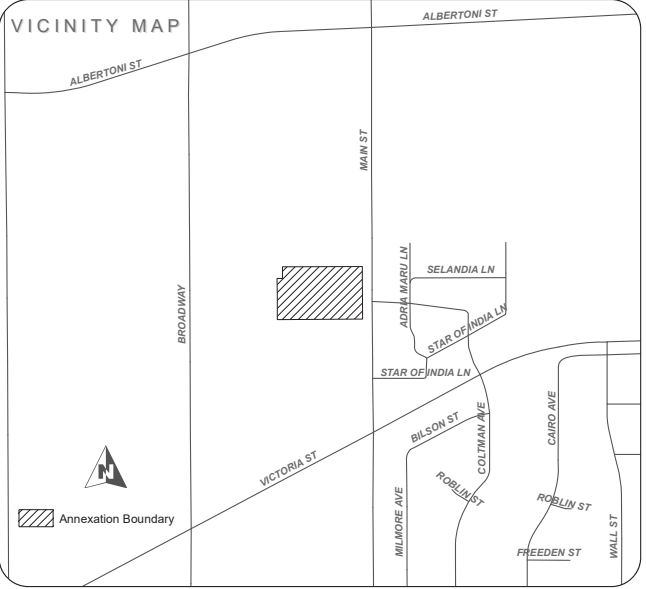 VICINITY MAP
ALBERTONI ST
ALBERTONI ST
MAIN ST
BROADWAY
ADRIA MARU LN
SELANDIA LN
STAR OF INDIA LN
STAR OF INDIA LN
VICTORIA ST
BILSON ST
COLTMAN AVE
CAIRO AVE
MILMORE AVE
ROBLIN ST
ROBLIN ST
WALL ST
FREEDEN ST
N
Annexation Boundary